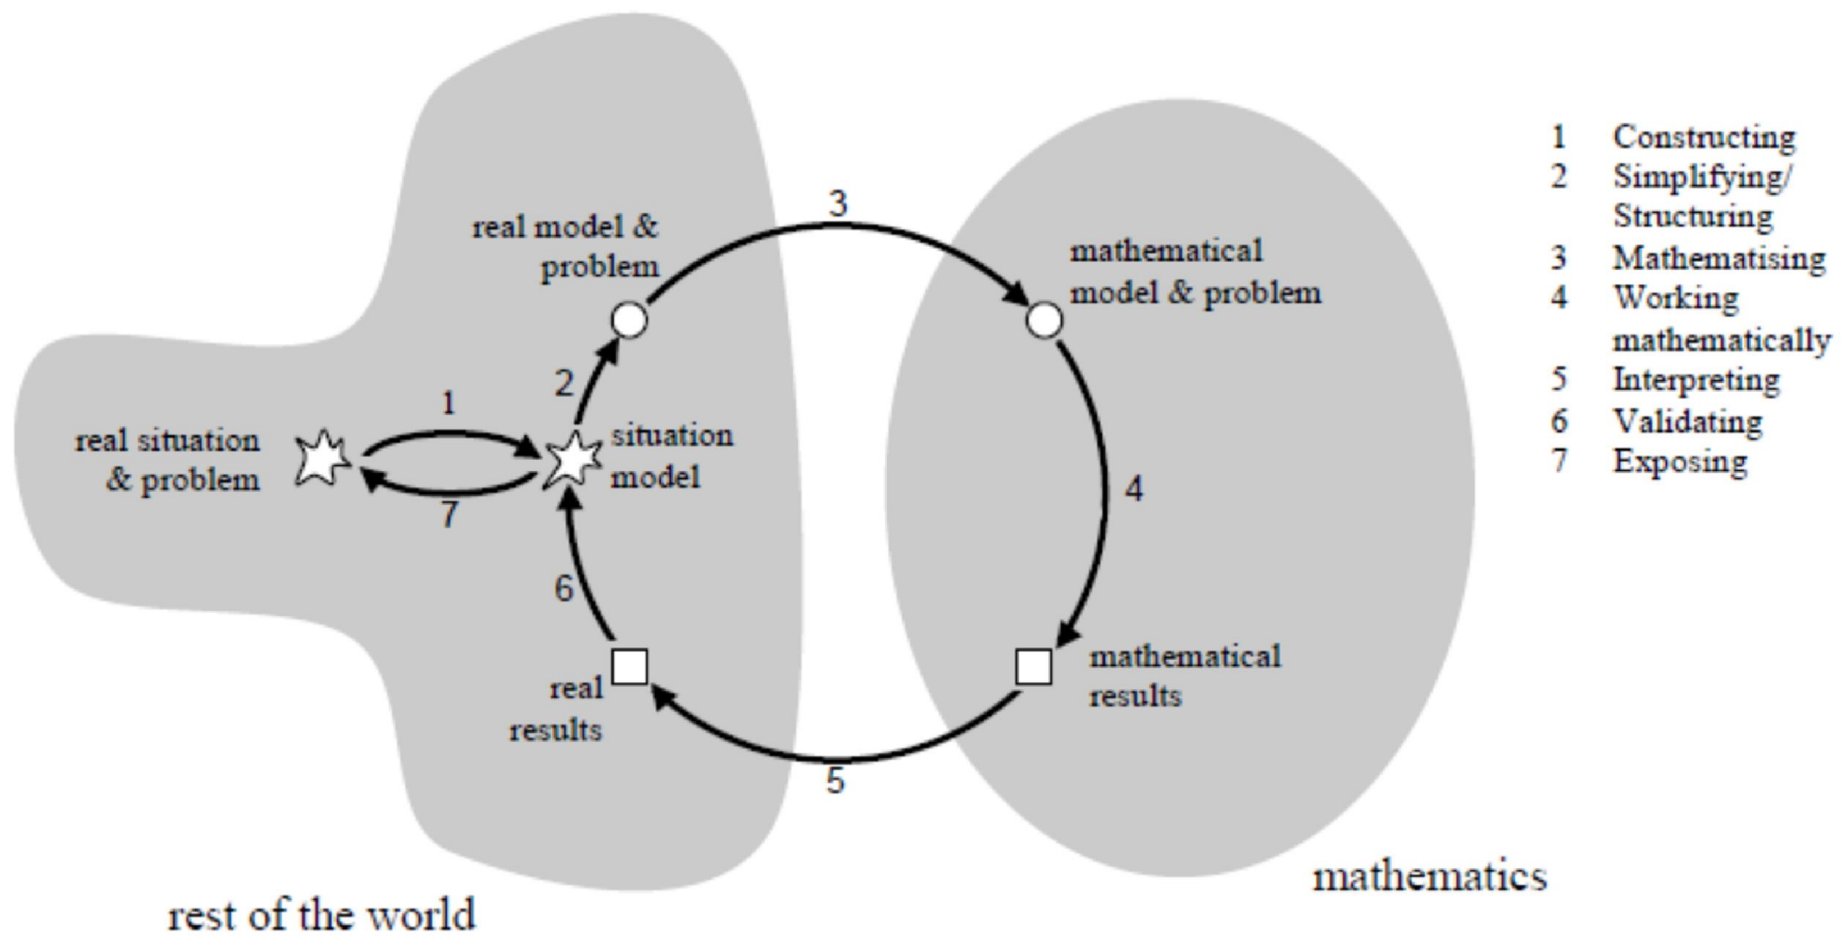 3
real model &
problem
mathematical
model & problem
2
1
real situation
& problem
situation
model
7
4
6
real
results
mathematical
results
5
rest of the world
mathematics
1 Constructing
2 Simplifying/
Structuring
3 Mathematising
4 Working
mathematically
5 Interpreting
6 Validating
7 Exposing